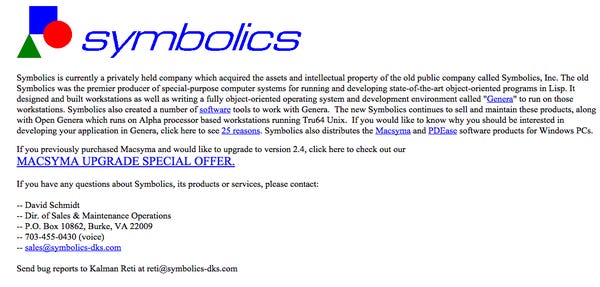 symbolics
Symbolics is currently a privately held company which acquired the assets and intellectual property of the old public company called Symbolics, Inc. The old
Symbolics was the premier producer of special-purpose computer systems for running and developing state-of-the-art object-oriented programs in Lisp. It
designed and built workstations as well as writing a fully object-oriented operating system and development environment called "Genera" to run on those
workstations. Symbolics also created a number of software tools to work with Genera. The new Symbolics continues to sell and maintain these products, along
with Open Genera which runs on Alpha processor based workstations running Tru64 Unix. If you would like to know why you should be interested in
developing your application in Genera, click here to see 25 reasons. Symbolics also distributes the Macsyma and PDEase software products for Windows PCs.
If you previously purchased Macsyma and would like to upgrade to version 2.4, click here to check out our
MACSYMA UPGRADE SPECIAL OFFER.
If you have any questions about Symbolics, its products or services, please contact:
-- David Schmidt
-- Dir. of Sales & Maintenance Operations
-- P.O. Box 10862, Burke, VA 22009
-- 703-455-0430 (voice)
-- sales@symbolics-dks.com
Send bug reports to Kalman Reti at reti@symbolics-dks.com